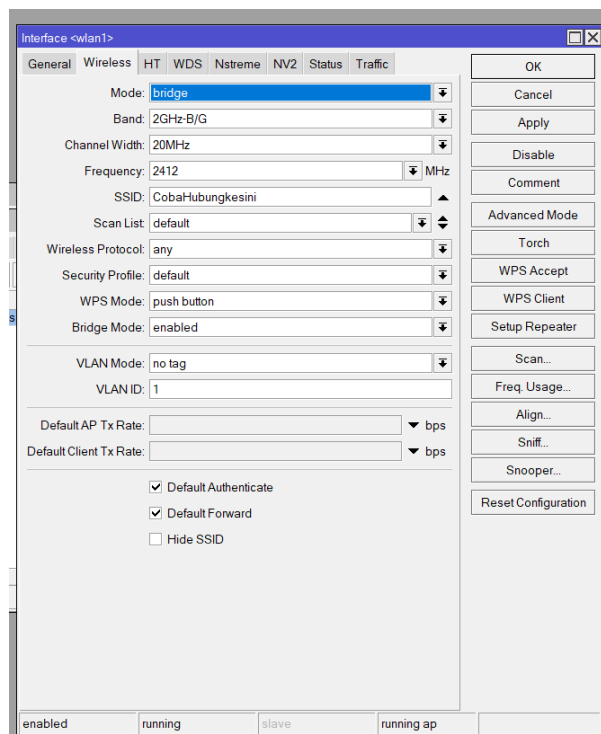 Interface <wlan1>
General Wireless HT WDS Nstreme NV2 Status Traffic
Mode: bridge
Band: 2GHz-B/G
Channel Width: 20MHz
Frequency: 2412 MHz
SSID: CobaHubungkesini
Scan List: default
Wireless Protocol: any
Security Profile: default
WPS Mode: push button
Bridge Mode: enabled
VLAN Mode: no tag
VLAN ID: 1
Default AP Tx Rate: bps
Default Client Tx Rate: bps
Default Authenticate
Default Forward
Hide SSID
OK
Cancel
Apply
Disable
Comment
Advanced Mode
Torch
WPS Accept
WPS Client
Setup Repeater
Scan...
Freq. Usage...
Align...
Sniff...
Snooper...
Reset Configuration
enabled running slave running ap